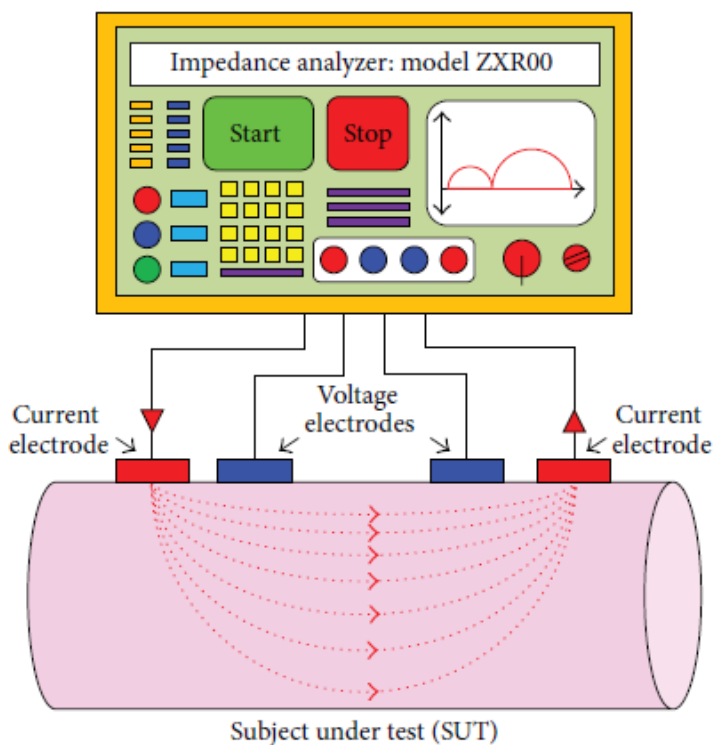 Impedance analyzer: model ZXR00
Start
Stop
Current
electrode
Voltage
electrodes
Current
electrode
Subject under test (SUT)